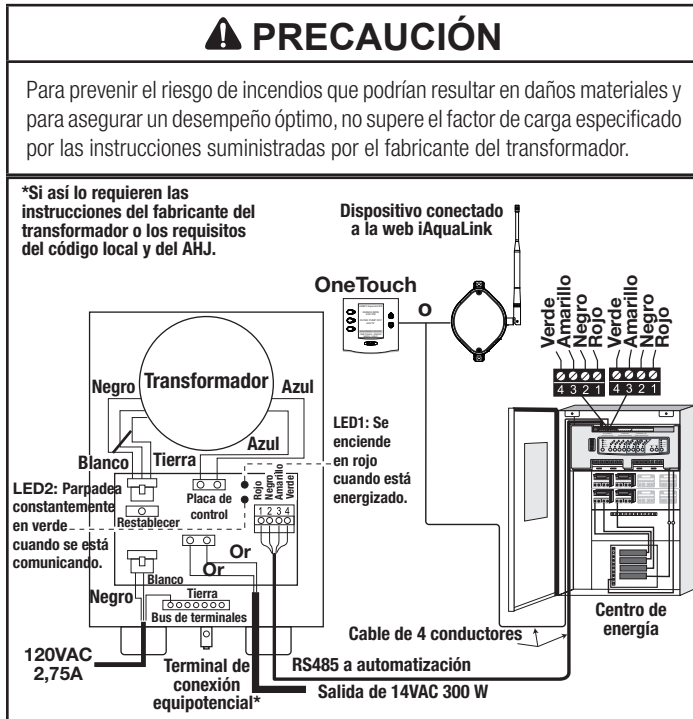 PRECAUCIÓN
Para prevenir el riesgo de incendios que podrían resultar en daños materiales y
para asegurar un desempeño óptimo, no supere el factor de carga especificado
por las instrucciones suministradas por el fabricante del transformador.
*Si así lo requieren las
instrucciones del fabricante del
transformador o los requisitos
del código local y del AHJ.
Dispositivo conectado
a la web iAquaLink
OneTouch
O
Verde
Amarillo
Negro
Rojo
Verde
Amarillo
Negro
Rojo
4 3 2 1
4 3 2 1
Transformador
Negro
Azul
Azul
Blanco
Tierra
LED1: Se
enciende
en rojo
cuando está
energizado.
LED2: Parpadea
constantemente
en verde
cuando se está
comunicando.
Restablecer
Placa de
control
Rojo
Negro
Amarillo
Verde
1 2 3 4
Or
Or
Blanco
Negro
Tierra
Bus de terminales
120VAC
2,75A
Terminal de
conexión
equipotencial*
Cable de 4 conductores
RS485 a automatización
Salida de 14VAC 300 W
Centro de
energía